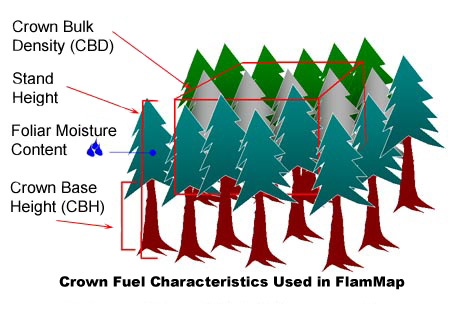 Crown Bulk
Density (CBD)
Stand
Height
Foliar Moisture
Content
Crown Base
Height (CBH)
Crown Fuel Characteristics Used in FlamMap